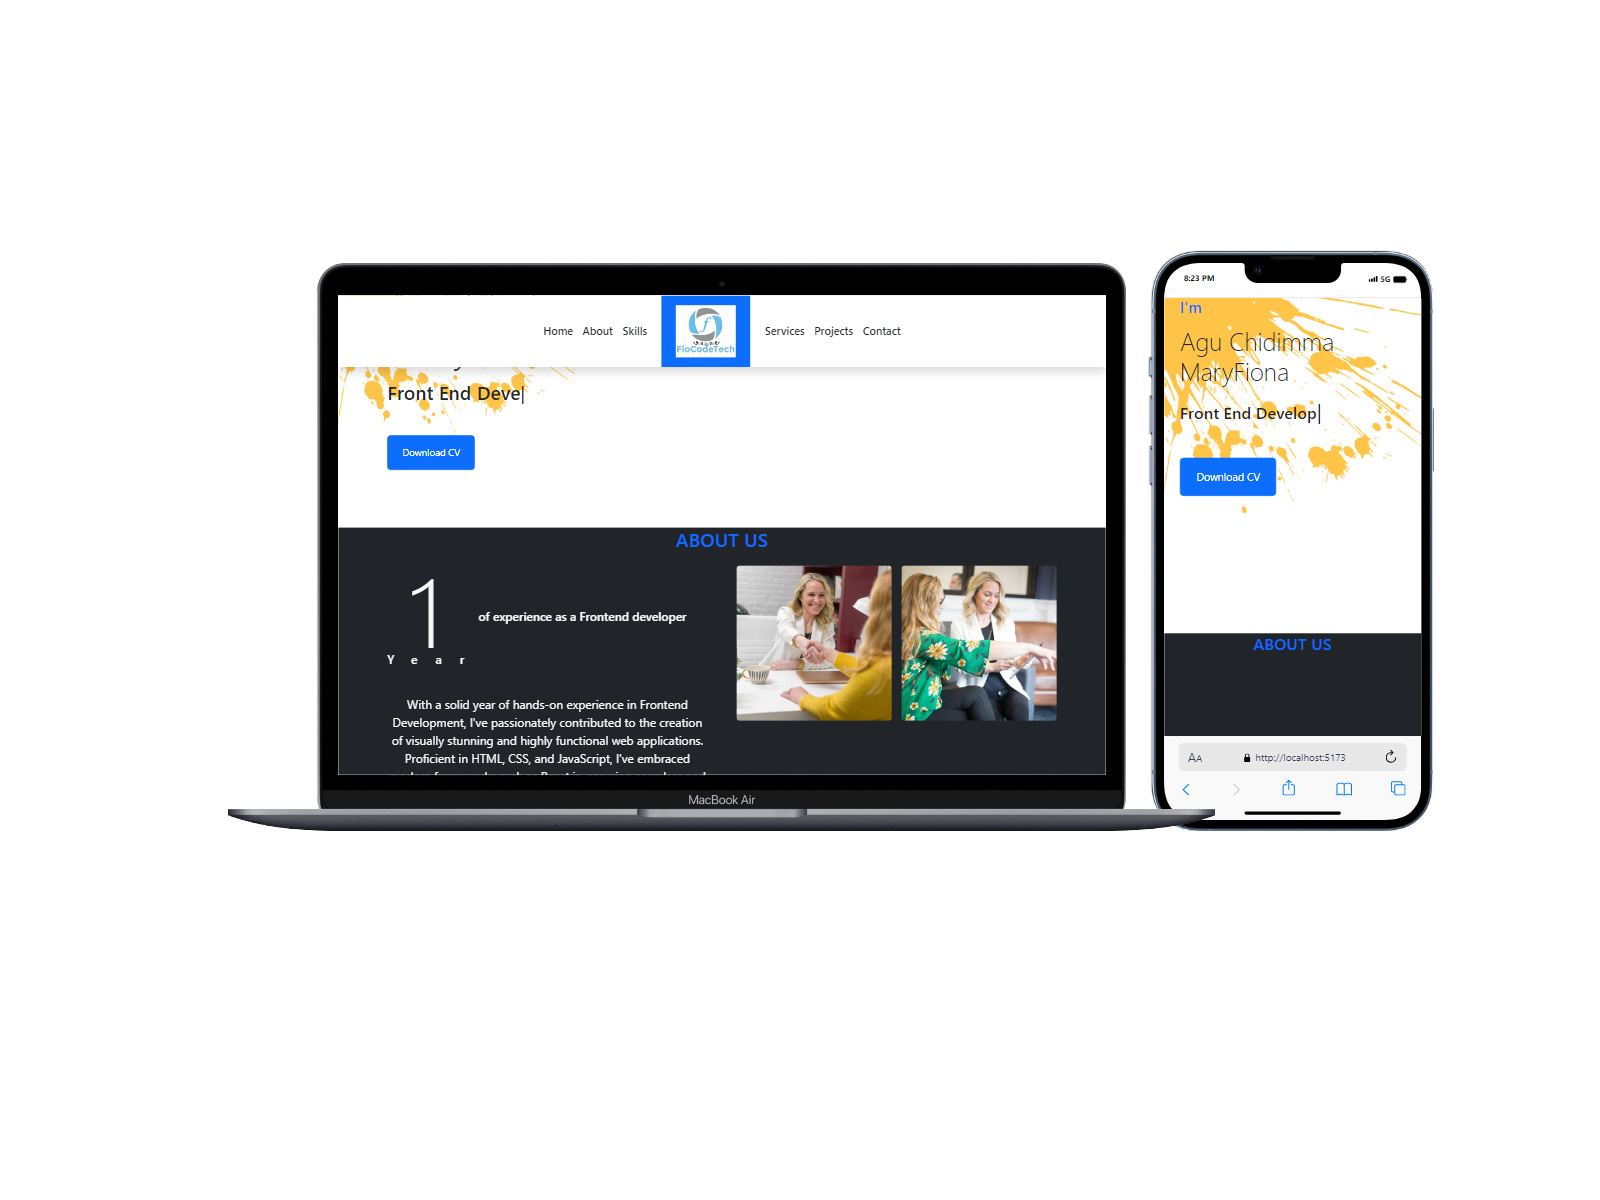 Home About Skills
FioCodeTech
Services Projects Contact
Front End Deve|
Download CV
ABOUT US
1
Year
of experience as a Frontend developer
With a solid year of hands-on experience in Frontend
Development, I've passionately contributed to the creation
of visually stunning and highly functional web applications.
Proficient in HTML, CSS, and JavaScript, I've embraced
MacBook Air
8:23 PM
5G
I'm
Agu Chidimma
MaryFiona
Front End Develop|
Download CV
ABOUT US
AA
http://localhost:5173